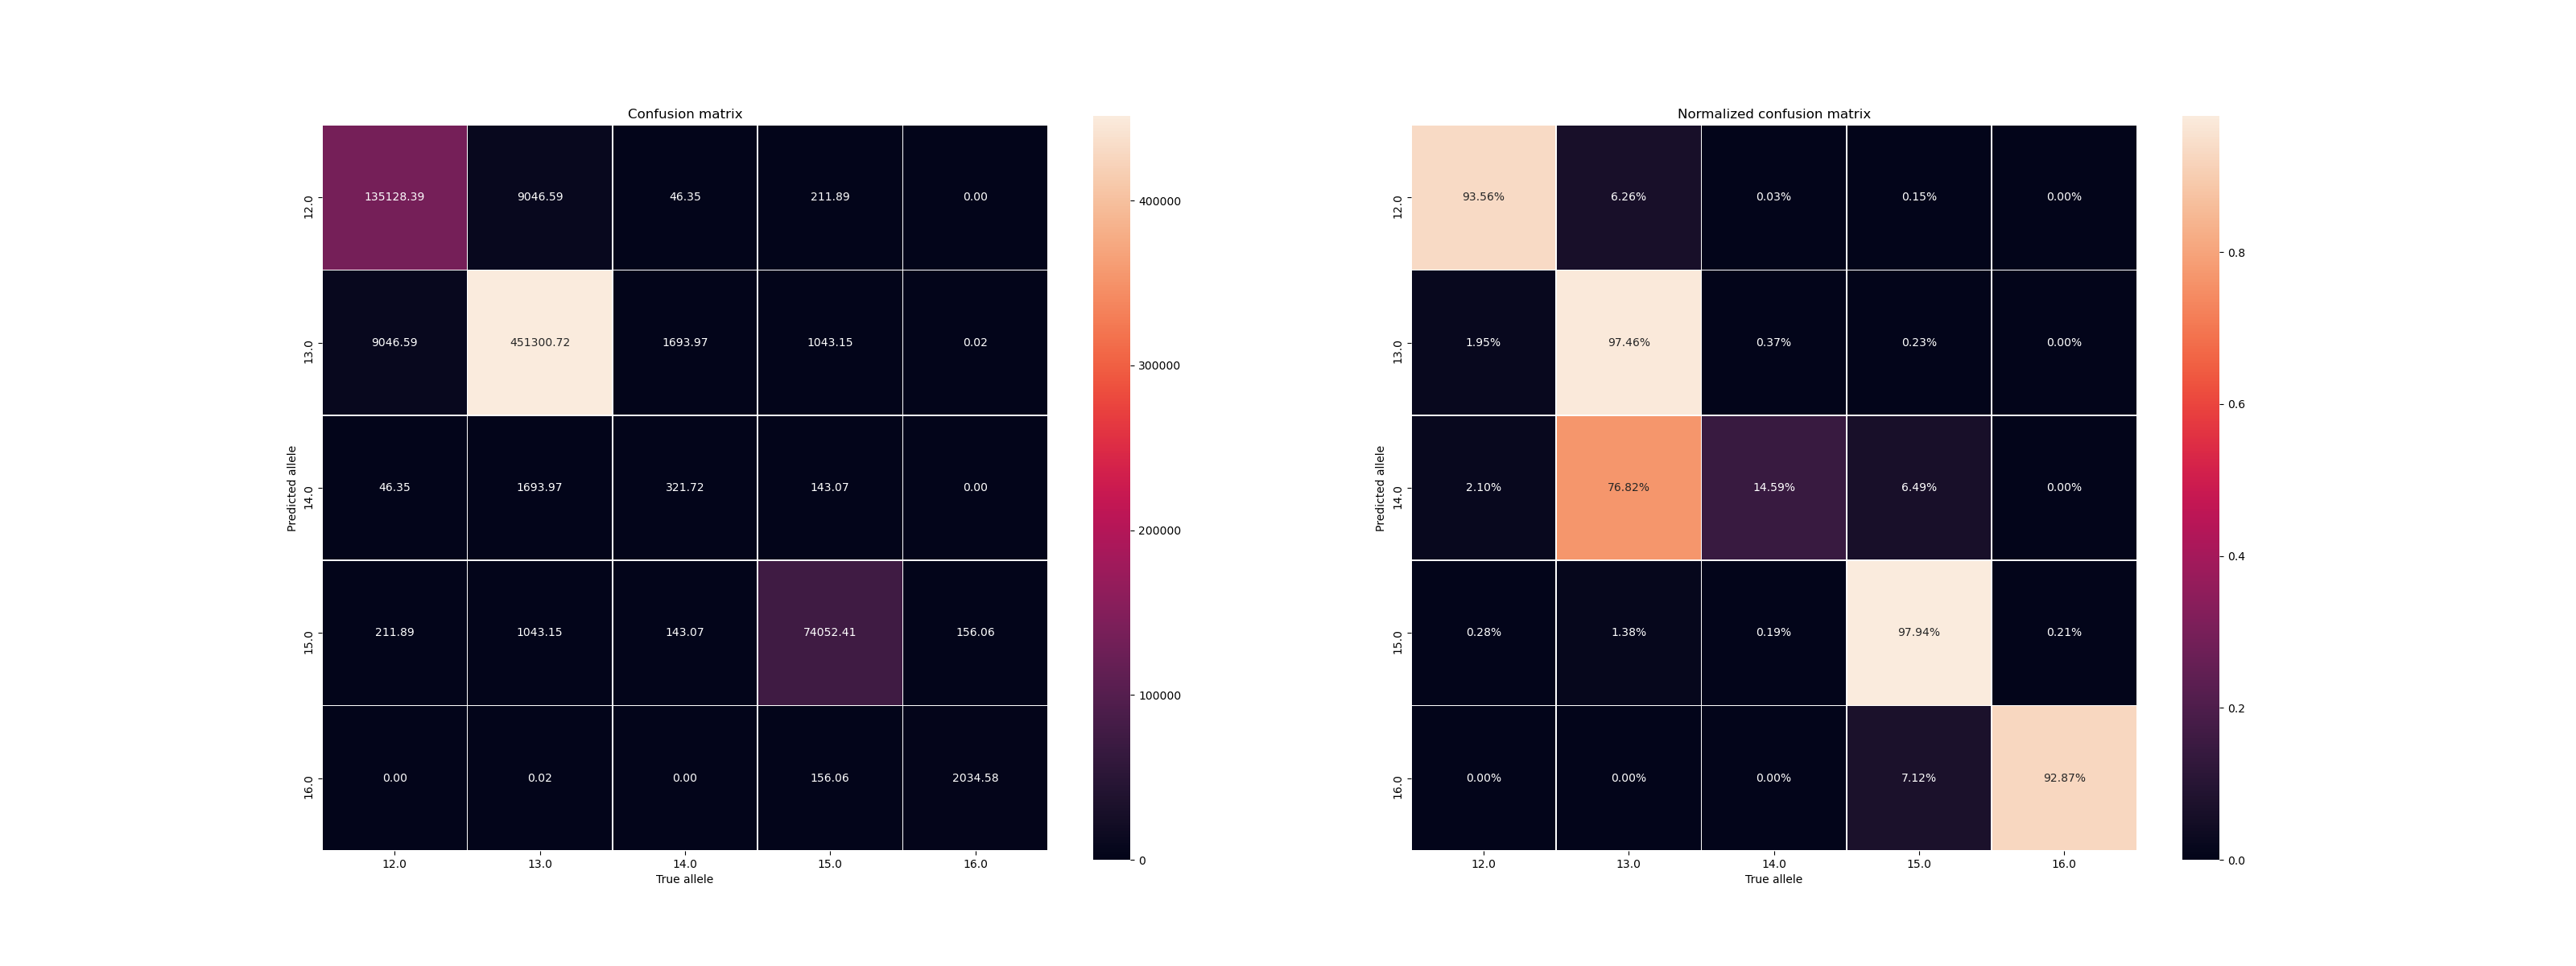 Confusion matrix
135128.39 9046.59 46.35 211.89 0.00
9046.59 451300.72 1693.97 1043.15 0.02
46.35 1693.97 321.72 143.07 0.00
211.89 1043.15 143.07 74052.41 156.06
0.00 0.02 0.00 156.06 2034.58
12.0
13.0
14.0
15.0
16.0
Predicted allele
12.0 13.0 14.0 15.0 16.0
True allele
400000
300000
200000
100000
0
Normalized confusion matrix
93.56% 6.26% 0.03% 0.15% 0.00%
1.95% 97.46% 0.37% 0.23% 0.00%
2.10% 76.82% 14.59% 6.49% 0.00%
0.28% 1.38% 0.19% 97.94% 0.21%
0.00% 0.00% 0.00% 7.12% 92.87%
12.0
13.0
14.0
15.0
16.0
Predicted allele
12.0 13.0 14.0 15.0 16.0
True allele
0.8
0.6
0.4
0.2
0.0